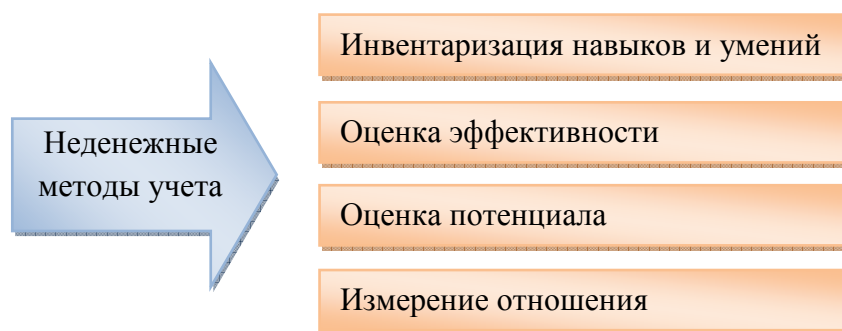 Неденежные
методы учета
Инвентаризация навыков и умений
Оценка эффективности
Оценка потенциала
Измерение отношения